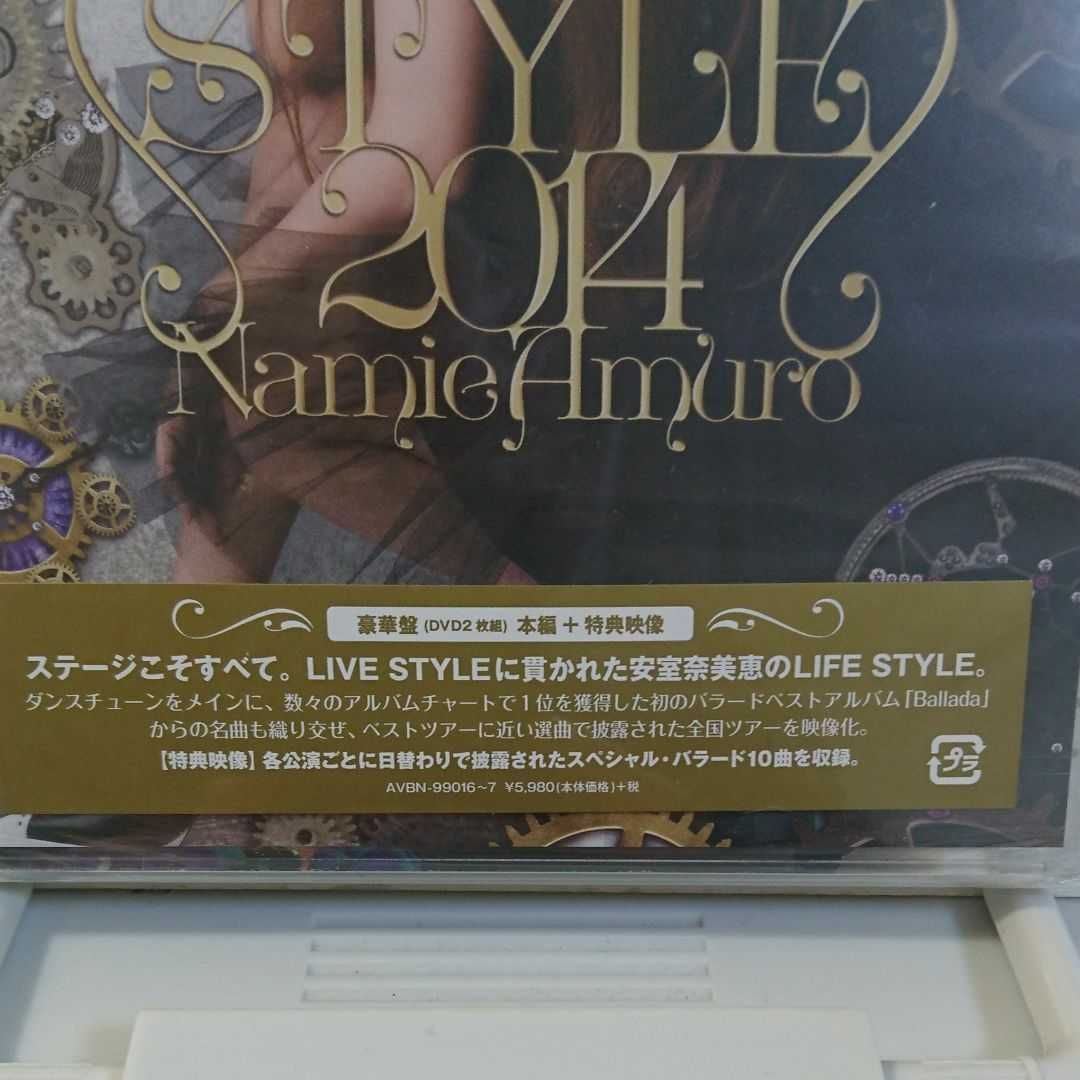 STYLE
2014
Namie Amuro
豪華盤 (DVD2枚組) 本編 + 特典映像
ステージこそすべて。LIVE STYLEに貫かれた安室奈美恵のLIFE STYLE。
ダンスチューンをメインに、数々のアルバムチャートで1位を獲得した初のバラードベストアルバム「Ballada」
からの名曲も織り交ぜ、ベストツアーに近い選曲で披露された全国ツアーを映像化。
【特典映像】各公演ごとに日替わりで披露されたスペシャル・バラード10曲を収録。
プラ
AVBN-99016~7 ¥5,980(本体価格)+税